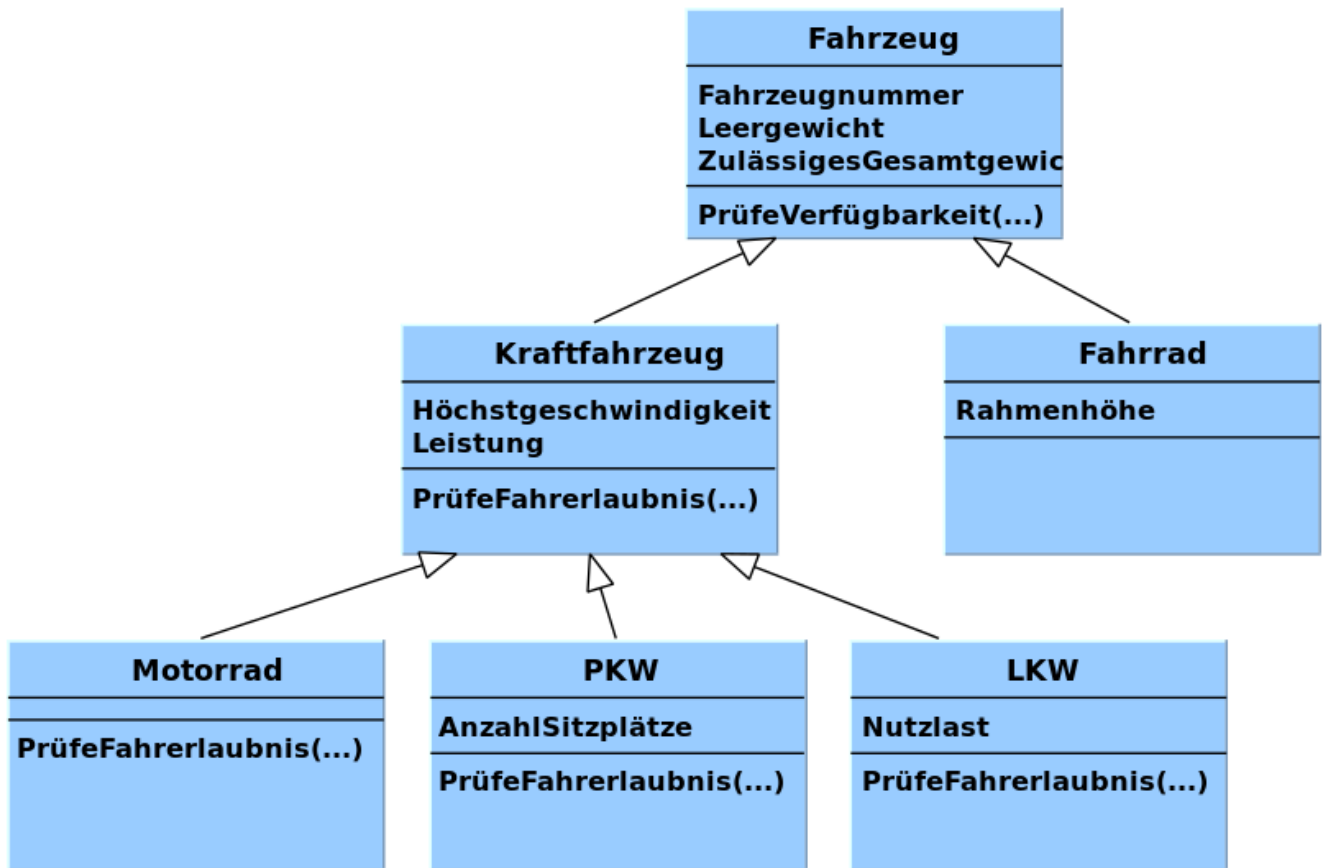 Fahrzeug
Fahrzeugnummer
Leergewicht
ZulässigesGesamtgewic
PrüfeVerfügbarkeit(...)
Kraftfahrzeug
Höchstgeschwindigkeit
Leistung
PrüfeFahrerlaubnis(...)
Fahrrad
Rahmenhöhe
Motorrad
PrüfeFahrerlaubnis(...)
PKW
AnzahlSitzplätze
PrüfeFahrerlaubnis(...)
LKW
Nutzlast
PrüfeFahrerlaubnis(...)